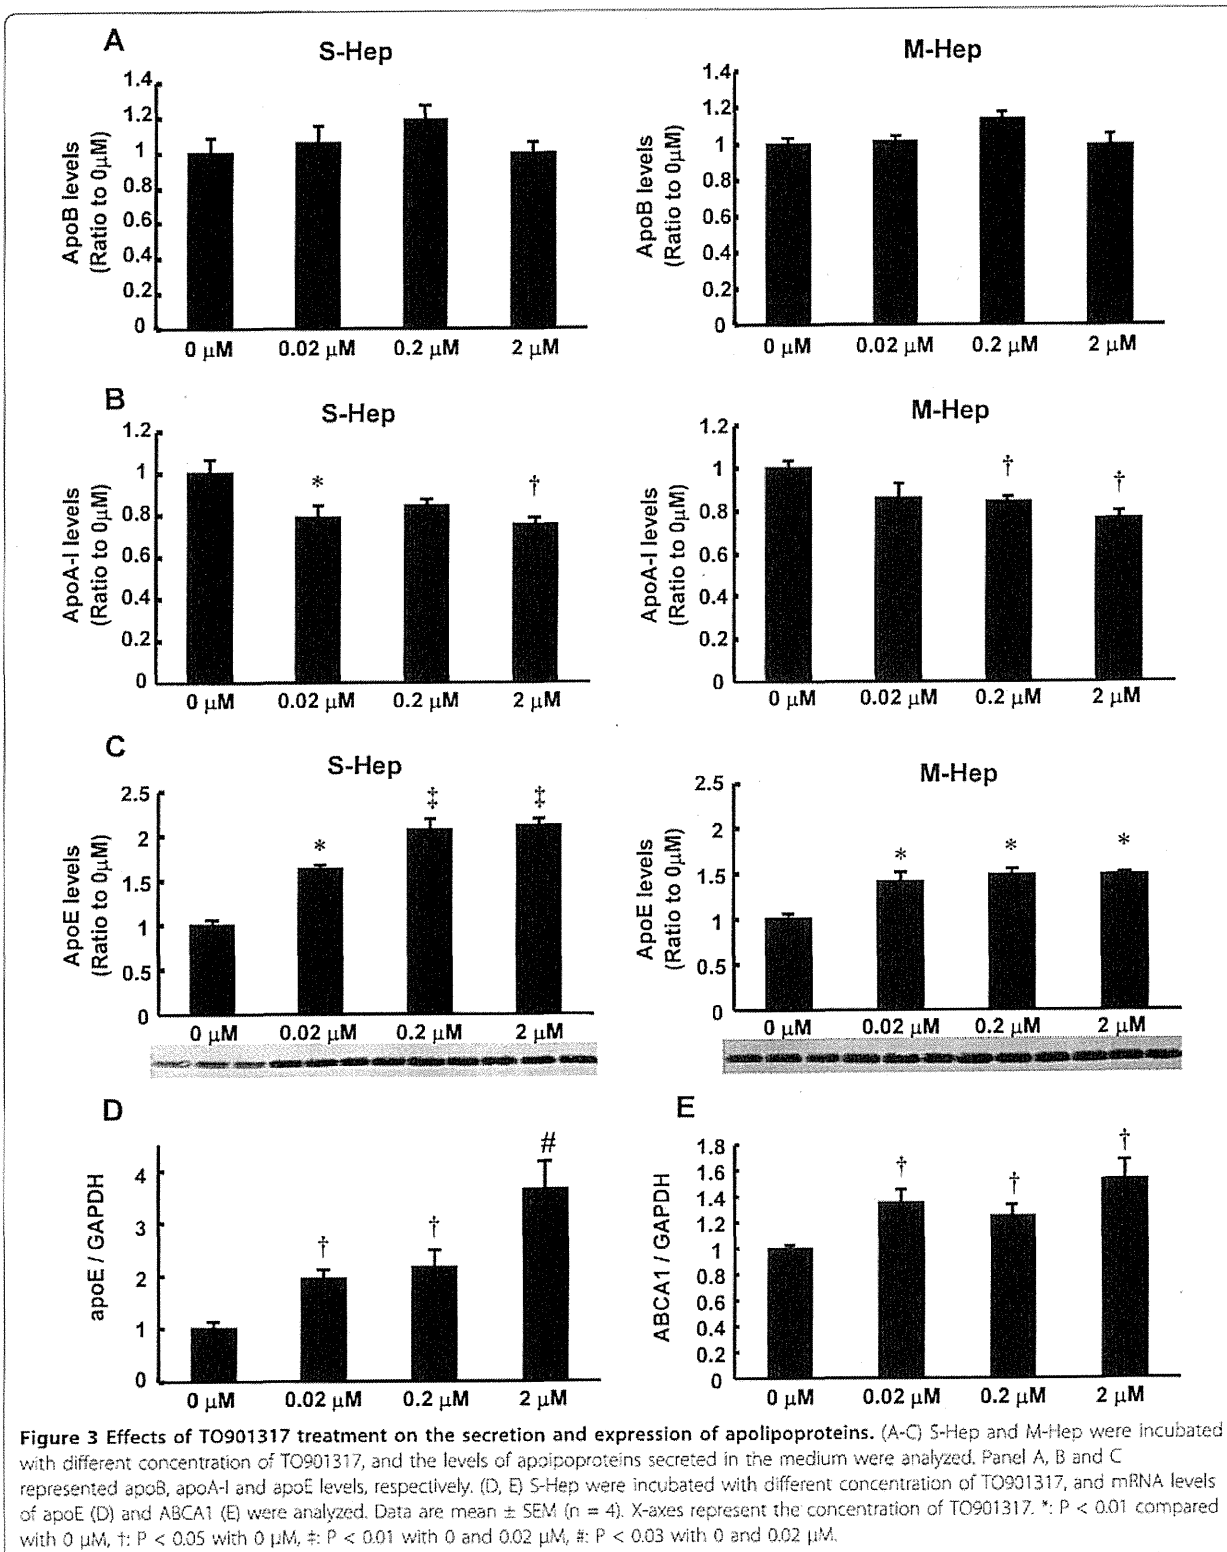 A
S-Hep
ApoB levels
(Ratio to 0μM)
1.4
1.2
1
0.8
0.6
0.4
0.2
0
0 μM 0.02 μM 0.2 μM 2 μM
M-Hep
ApoB levels
(Ratio to 0μM)
1.4
1.2
1
0.8
0.6
0.4
0.2
0
0 μM 0.02 μM 0.2 μM 2 μM
B
S-Hep
ApoA-I levels
(Ratio to 0μM)
1.2
1
0.8
0.6
0.4
0.2
0
* †
0 μM 0.02 μM 0.2 μM 2 μM
M-Hep
ApoA-I levels
(Ratio to 0μM)
1.2
1
0.8
0.6
0.4
0.2
0
† †
0 μM 0.02 μM 0.2 μM 2 μM
C
S-Hep
ApoE levels
(Ratio to 0μM)
2.5
2
1.5
1
0.5
0
* ‡ ‡
0 μM 0.02 μM 0.2 μM 2 μM
M-Hep
ApoE levels
(Ratio to 0μM)
2.5
2
1.5
1
0.5
0
* * *
0 μM 0.02 μM 0.2 μM 2 μM
D
apoE / GAPDH
4
3
2
1
0
† † #
0 μM 0.02 μM 0.2 μM 2 μM
E
ABCA1 / GAPDH
1.8
1.6
1.4
1.2
1
0.8
0.6
0.4
0.2
0
† † †
0 μM 0.02 μM 0.2 μM 2 μM
Figure 3 Effects of TO901317 treatment on the secretion and expression of apolipoproteins. (A-C) S-Hep and M-Hep were incubated
with different concentration of TO901317, and the levels of apoipoproteins secreted in the medium were analyzed. Panel A, B and C
represented apoB, apoA-I and apoE levels, respectively. (D, E) S-Hep were incubated with different concentration of TO901317, and mRNA levels
of apoE (D) and ABCA1 (E) were analyzed. Data are mean ± SEM (n = 4). X-axes represent the concentration of TO901317. *: P < 0.01 compared
with 0 μM, †: P < 0.05 with 0 μM, ‡: P < 0.01 with 0 and 0.02 μM, #: P < 0.03 with 0 and 0.02 μM.